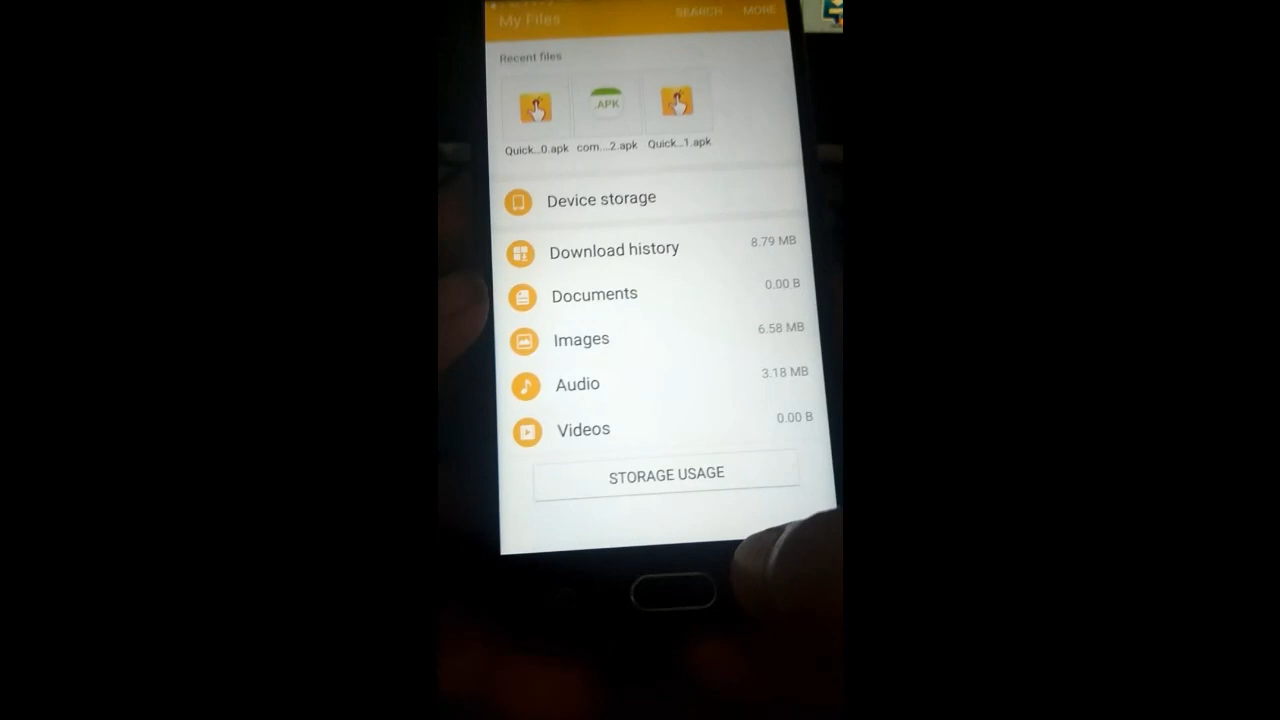 My Files SEARCH MORE
Recent files
.APK
Quick...0.apk com....2.apk Quick...1.apk
Device storage
Download history 8.79 MB
Documents 0.00 B
Images 6.58 MB
Audio 3.18 MB
Videos 0.00 B
STORAGE USAGE